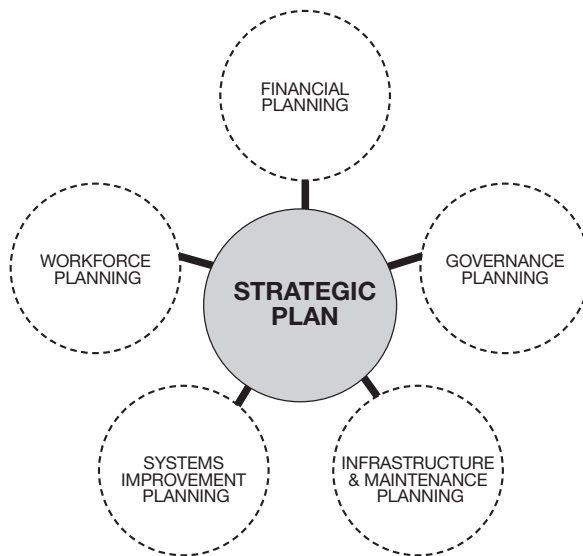 FINANCIAL
PLANNING
WORKFORCE
PLANNING
GOVERNANCE
PLANNING
STRATEGIC
PLAN
SYSTEMS
IMPROVEMENT
PLANNING
INFRASTRUCTURE
& MAINTENANCE
PLANNING